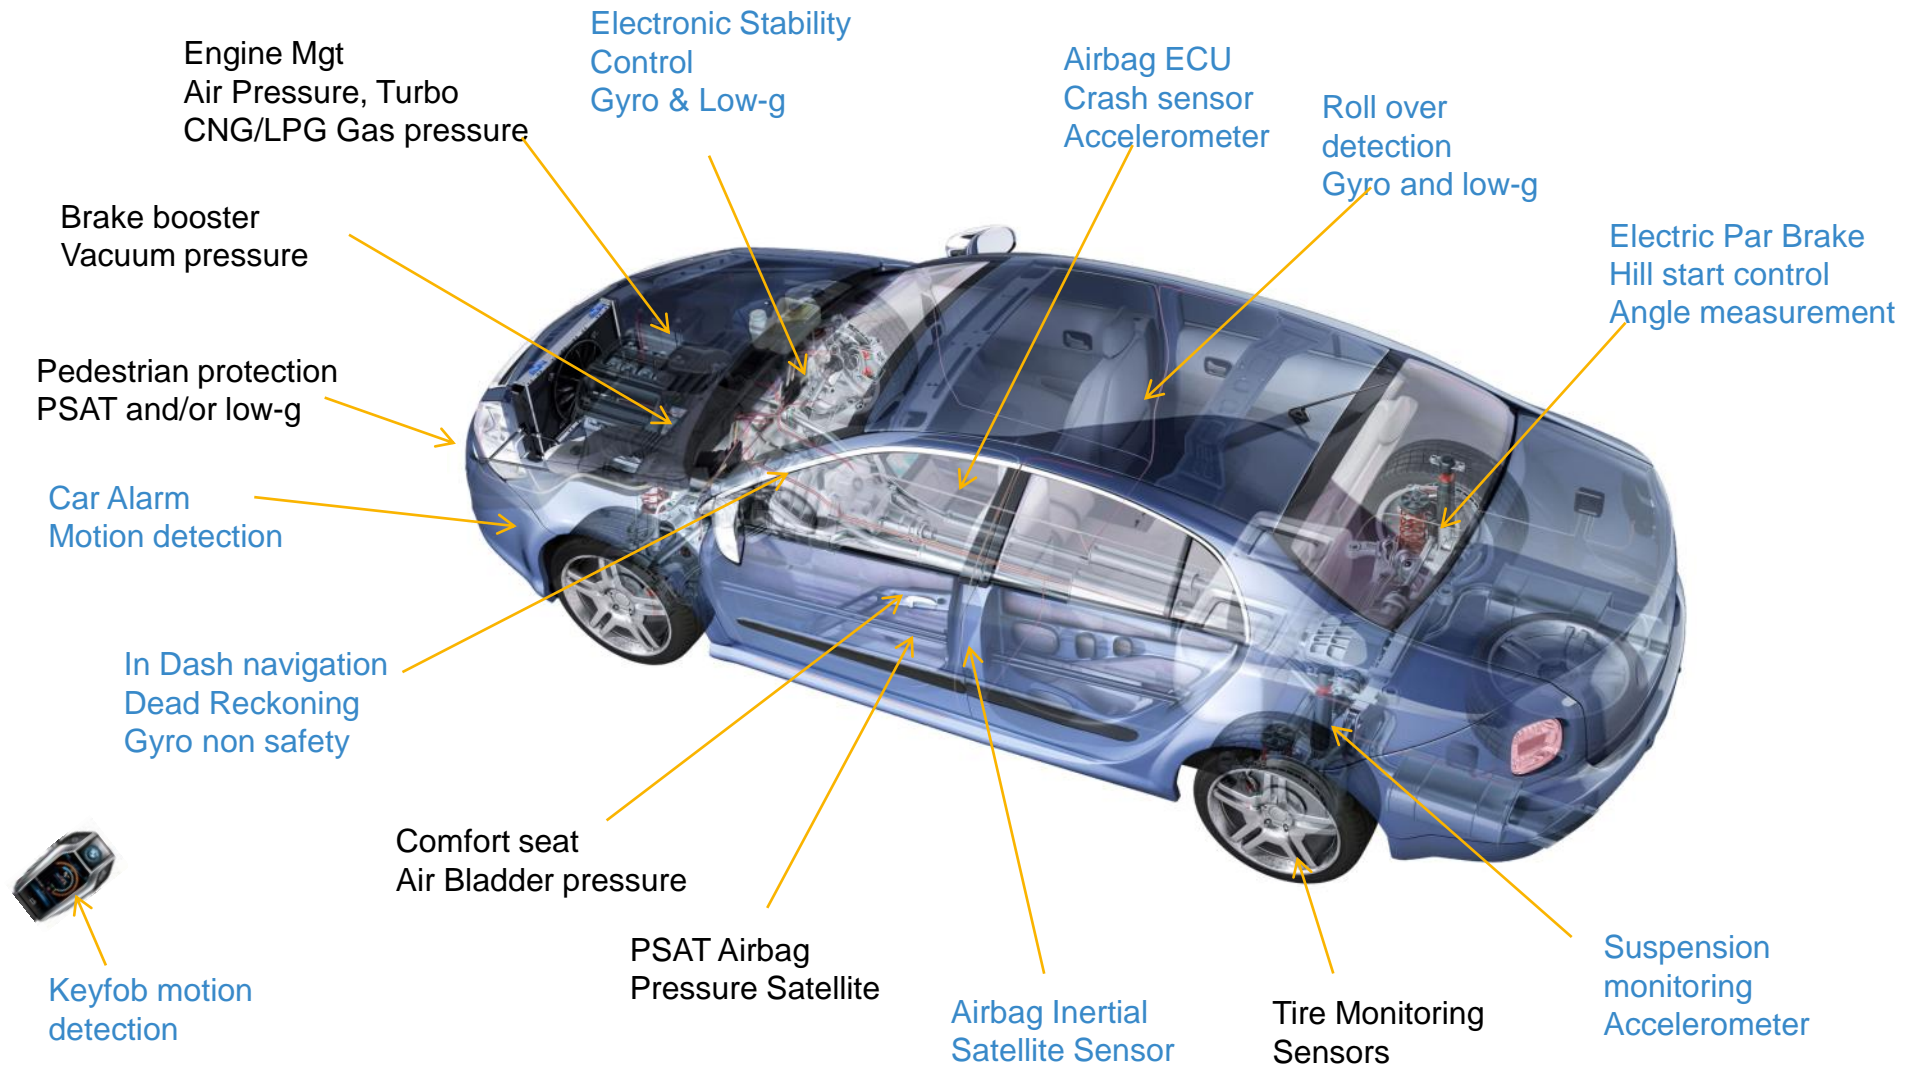 Electronic Stability
Control
Gyro & Low-g
Engine Mgt
Air Pressure, Turbo
CNG/LPG Gas pressure
Airbag ECU
Crash sensor
Accelerometer
Roll over
detection
Gyro and low-g
Brake booster
Vacuum pressure
Electric Par Brake
Hill start control
Angle measurement
Pedestrian protection
PSAT and/or low-g
Car Alarm
Motion detection
In Dash navigation
Dead Reckoning
Gyro non safety
Comfort seat
Air Bladder pressure
PSAT Airbag
Pressure Satellite
Keyfob motion
detection
Airbag Inertial
Satellite Sensor
Tire Monitoring
Sensors
Suspension
monitoring
Accelerometer